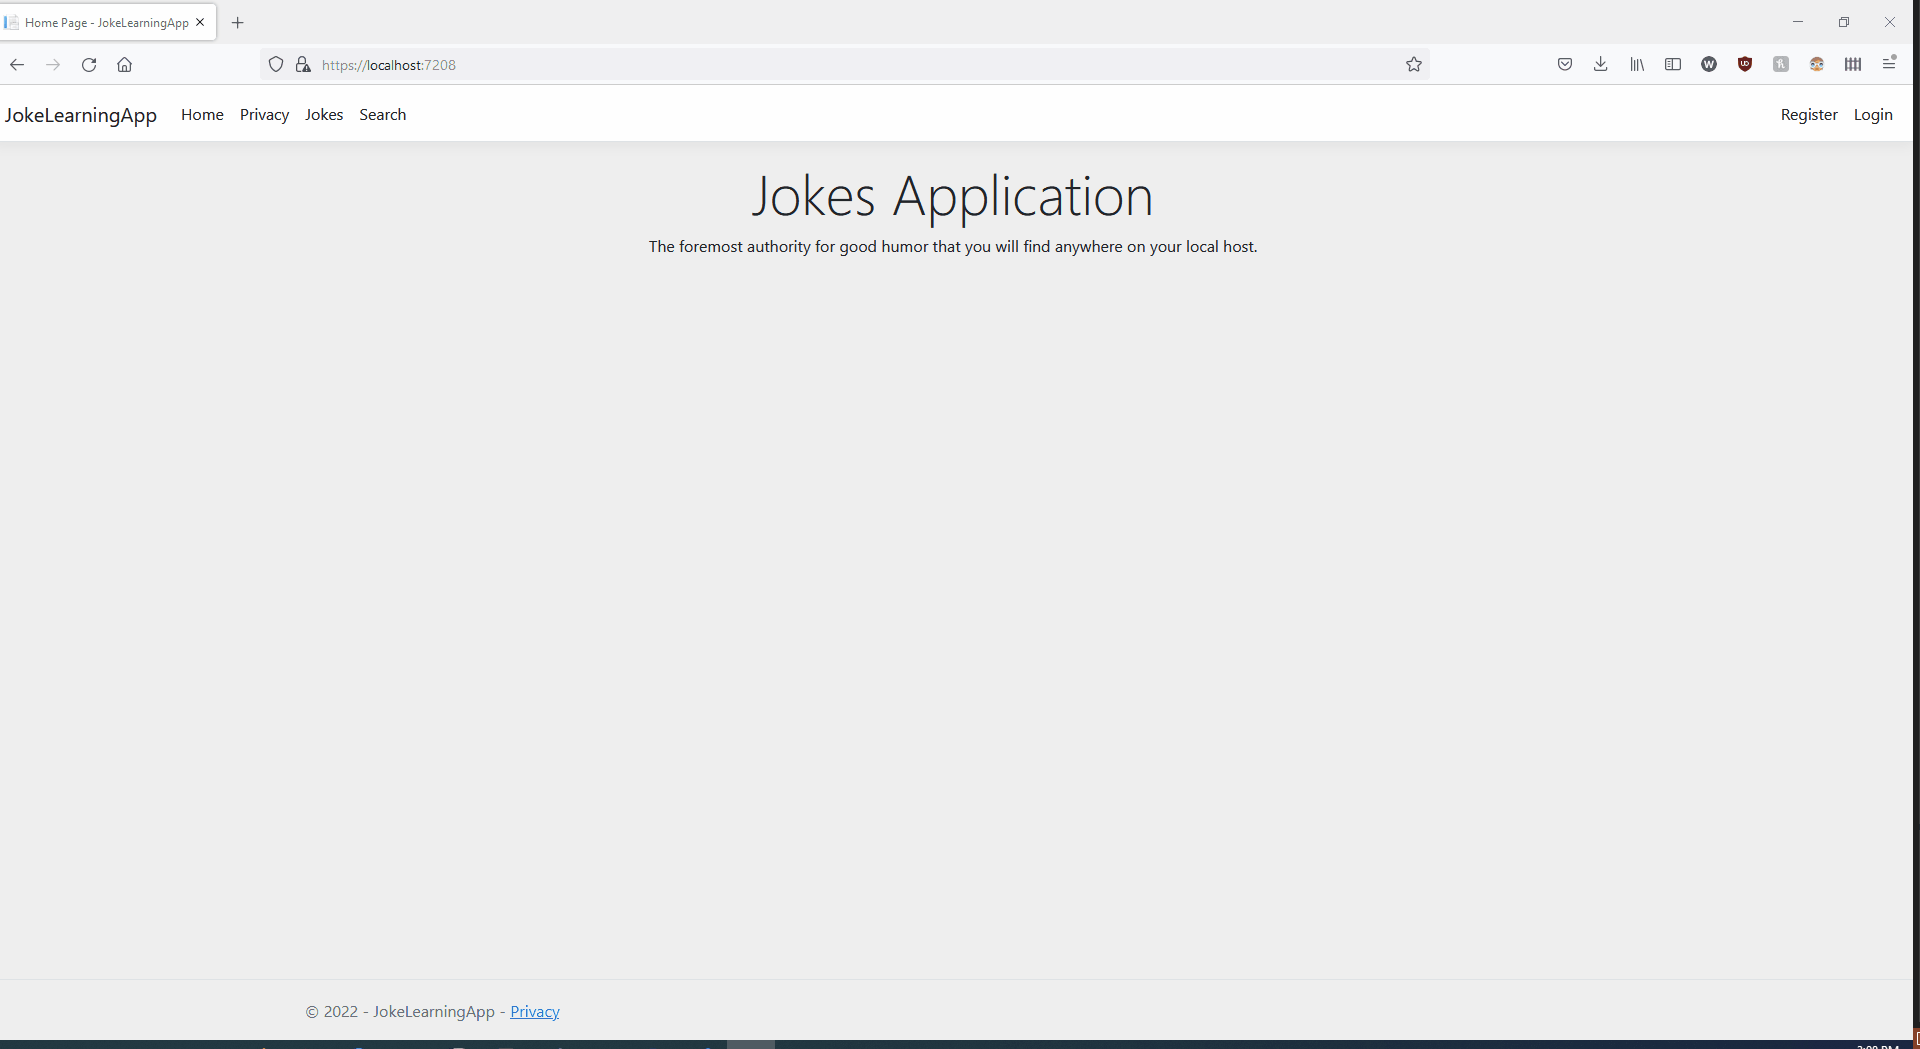 Home Page - JokeLearningApp
https://localhost:7208
JokeLearningApp Home Privacy Jokes Search Register Login
Jokes Application
The foremost authority for good humor that you will find anywhere on your local host.
© 2022 - JokeLearningApp - Privacy